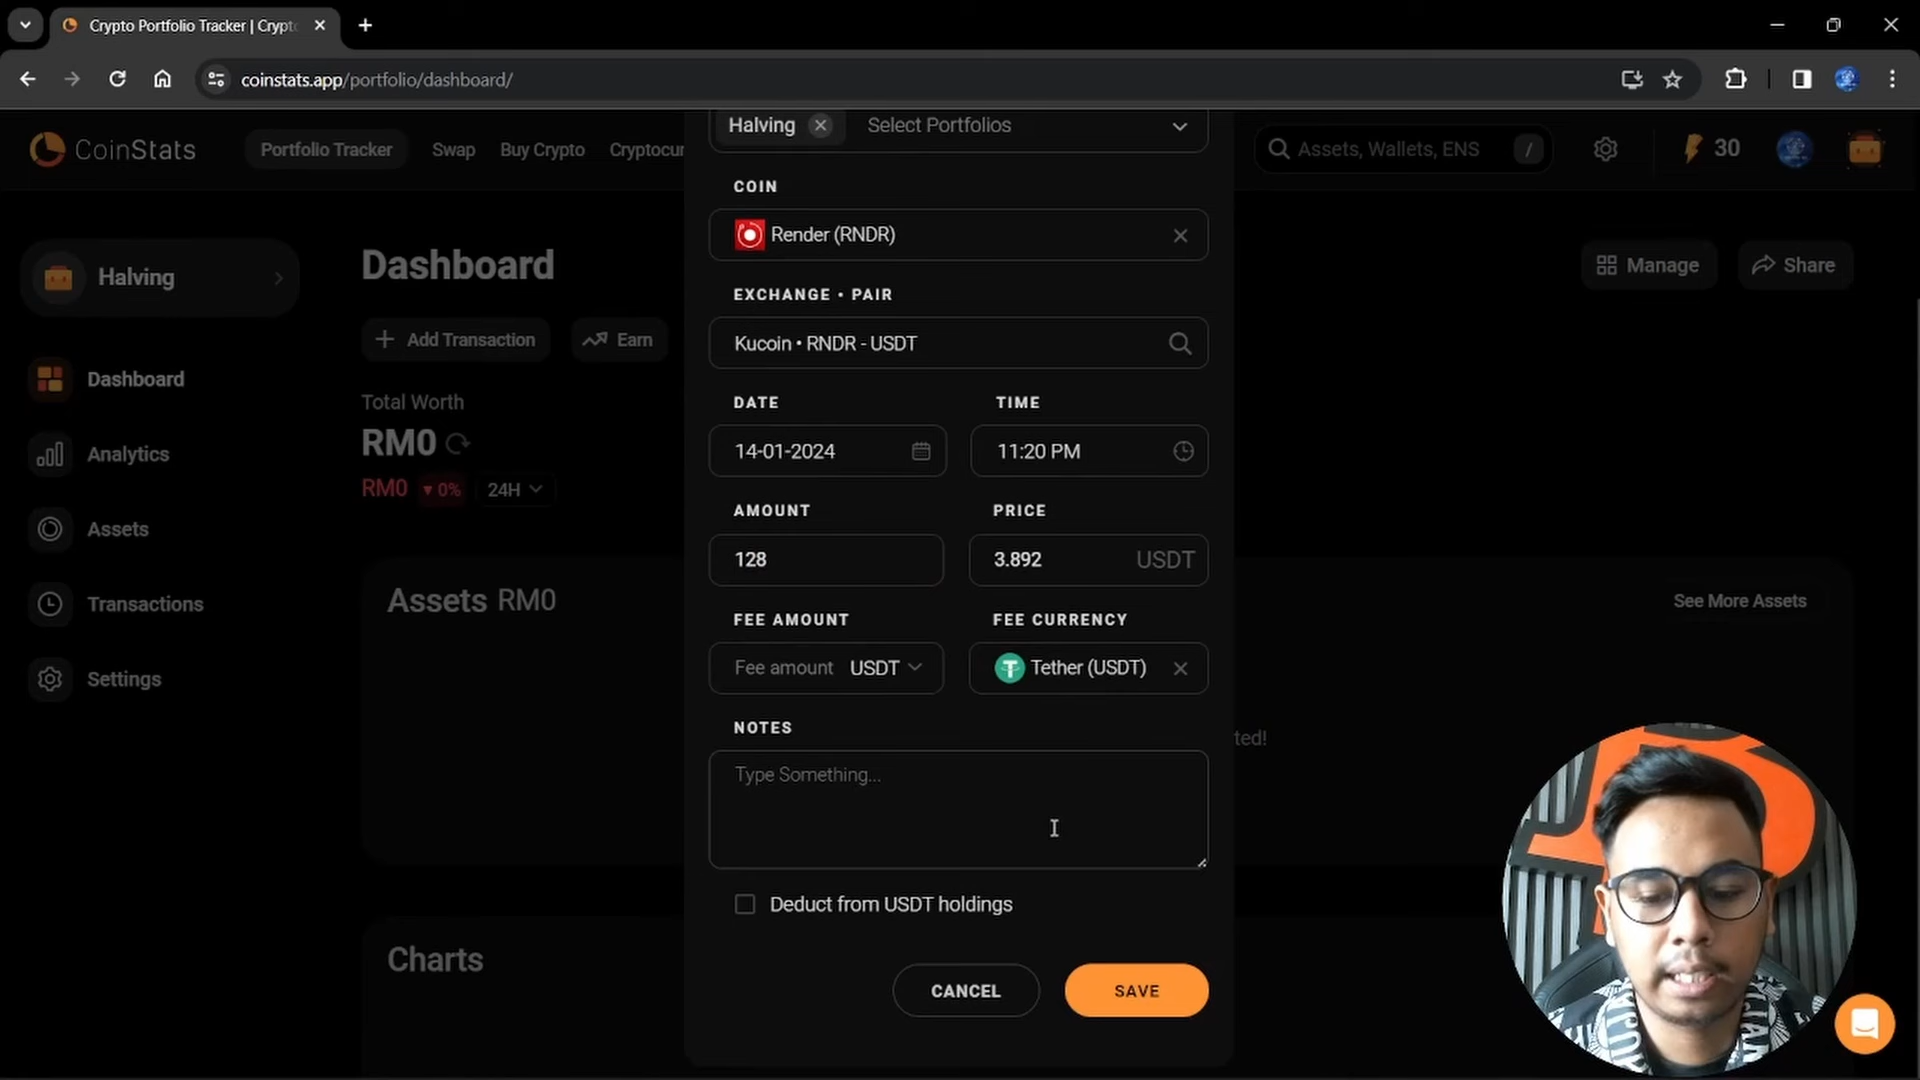 Crypto Portfolio Tracker | Crypto
coinstats.app/portfolio/dashboard/
CoinStats
Portfolio Tracker
Swap
Buy Crypto
Cryptocur
Assets, Wallets, ENS
/
30
Halving
Select Portfolios
COIN
Render (RNDR)
EXCHANGE • PAIR
Kucoin • RNDR - USDT
DATE
TIME
14-01-2024
11:20 PM
AMOUNT
PRICE
128
3.892
USDT
FEE AMOUNT
FEE CURRENCY
Fee amount
USDT
Tether (USDT)
NOTES
Type Something...
Deduct from USDT holdings
CANCEL
SAVE
Halving
Dashboard
Analytics
Assets
Transactions
Settings
Dashboard
Manage
Share
Add Transaction
Earn
Total Worth
RM0
RM0
▾ 0%
24H
Assets RM0
See More Assets
ted!
Charts